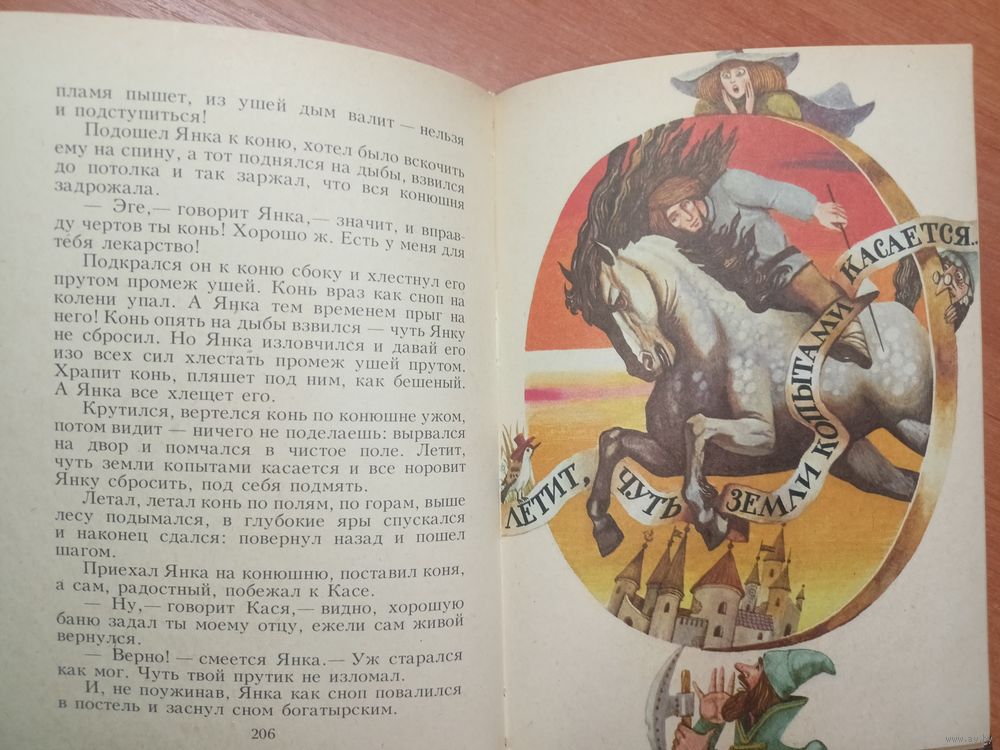 пламя пышет, из ушей дым валит — нельзя
и подступиться!
Подошел Янка к коню, хотел было вскочить
ему на спину, а тот поднялся на дыбы, взвился
до потолка и так заржал, что вся конюшня
задрожала.
— Эге,— говорит Янка,— значит, и вправ-
ду чертов ты конь! Хорошо ж. Есть у меня для
тебя лекарство!
Подкрался он к коню сбоку и хлестнул его
прутом промеж ушей. Конь враз как сноп на
колени упал. А Янка тем временем прыг на
него! Конь опять на дыбы взвился — чуть Янку
не сбросил. Но Янка изловчился и давай его
изо всех сил хлестать промеж ушей прутом.
Храпит конь, пляшет под ним, как бешеный.
А Янка все хлещет его.
Крутился, вертелся конь по конюшне ужом,
потом видит — ничего не поделаешь: вырвался
на двор и помчался в чистое поле. Летит,
чуть земли копытами касается и все норовит
Янку сбросить, под себя подмять.
Летал, летал конь по полям, по горам, выше
лесу подымался, в глубокие яры спускался
и наконец сдался: повернул назад и пошел
шагом.
Приехал Янка на конюшню, поставил коня,
а сам, радостный, побежал к Касе.
— Ну,— говорит Кася,— видно, хорошую
баню задал ты моему отцу, ежели сам живой
вернулся.
— Верно! — смеется Янка.— Уж старался
как мог. Чуть твой прутик не изломал.
И, не поужинав, Янка как сноп повалился
в постель и заснул сном богатырским.
206
ЛЕТИТ, ЧУТЬ ЗЕМЛИ КОПЫТАМИ КАСАЕТСЯ..
www.av.by